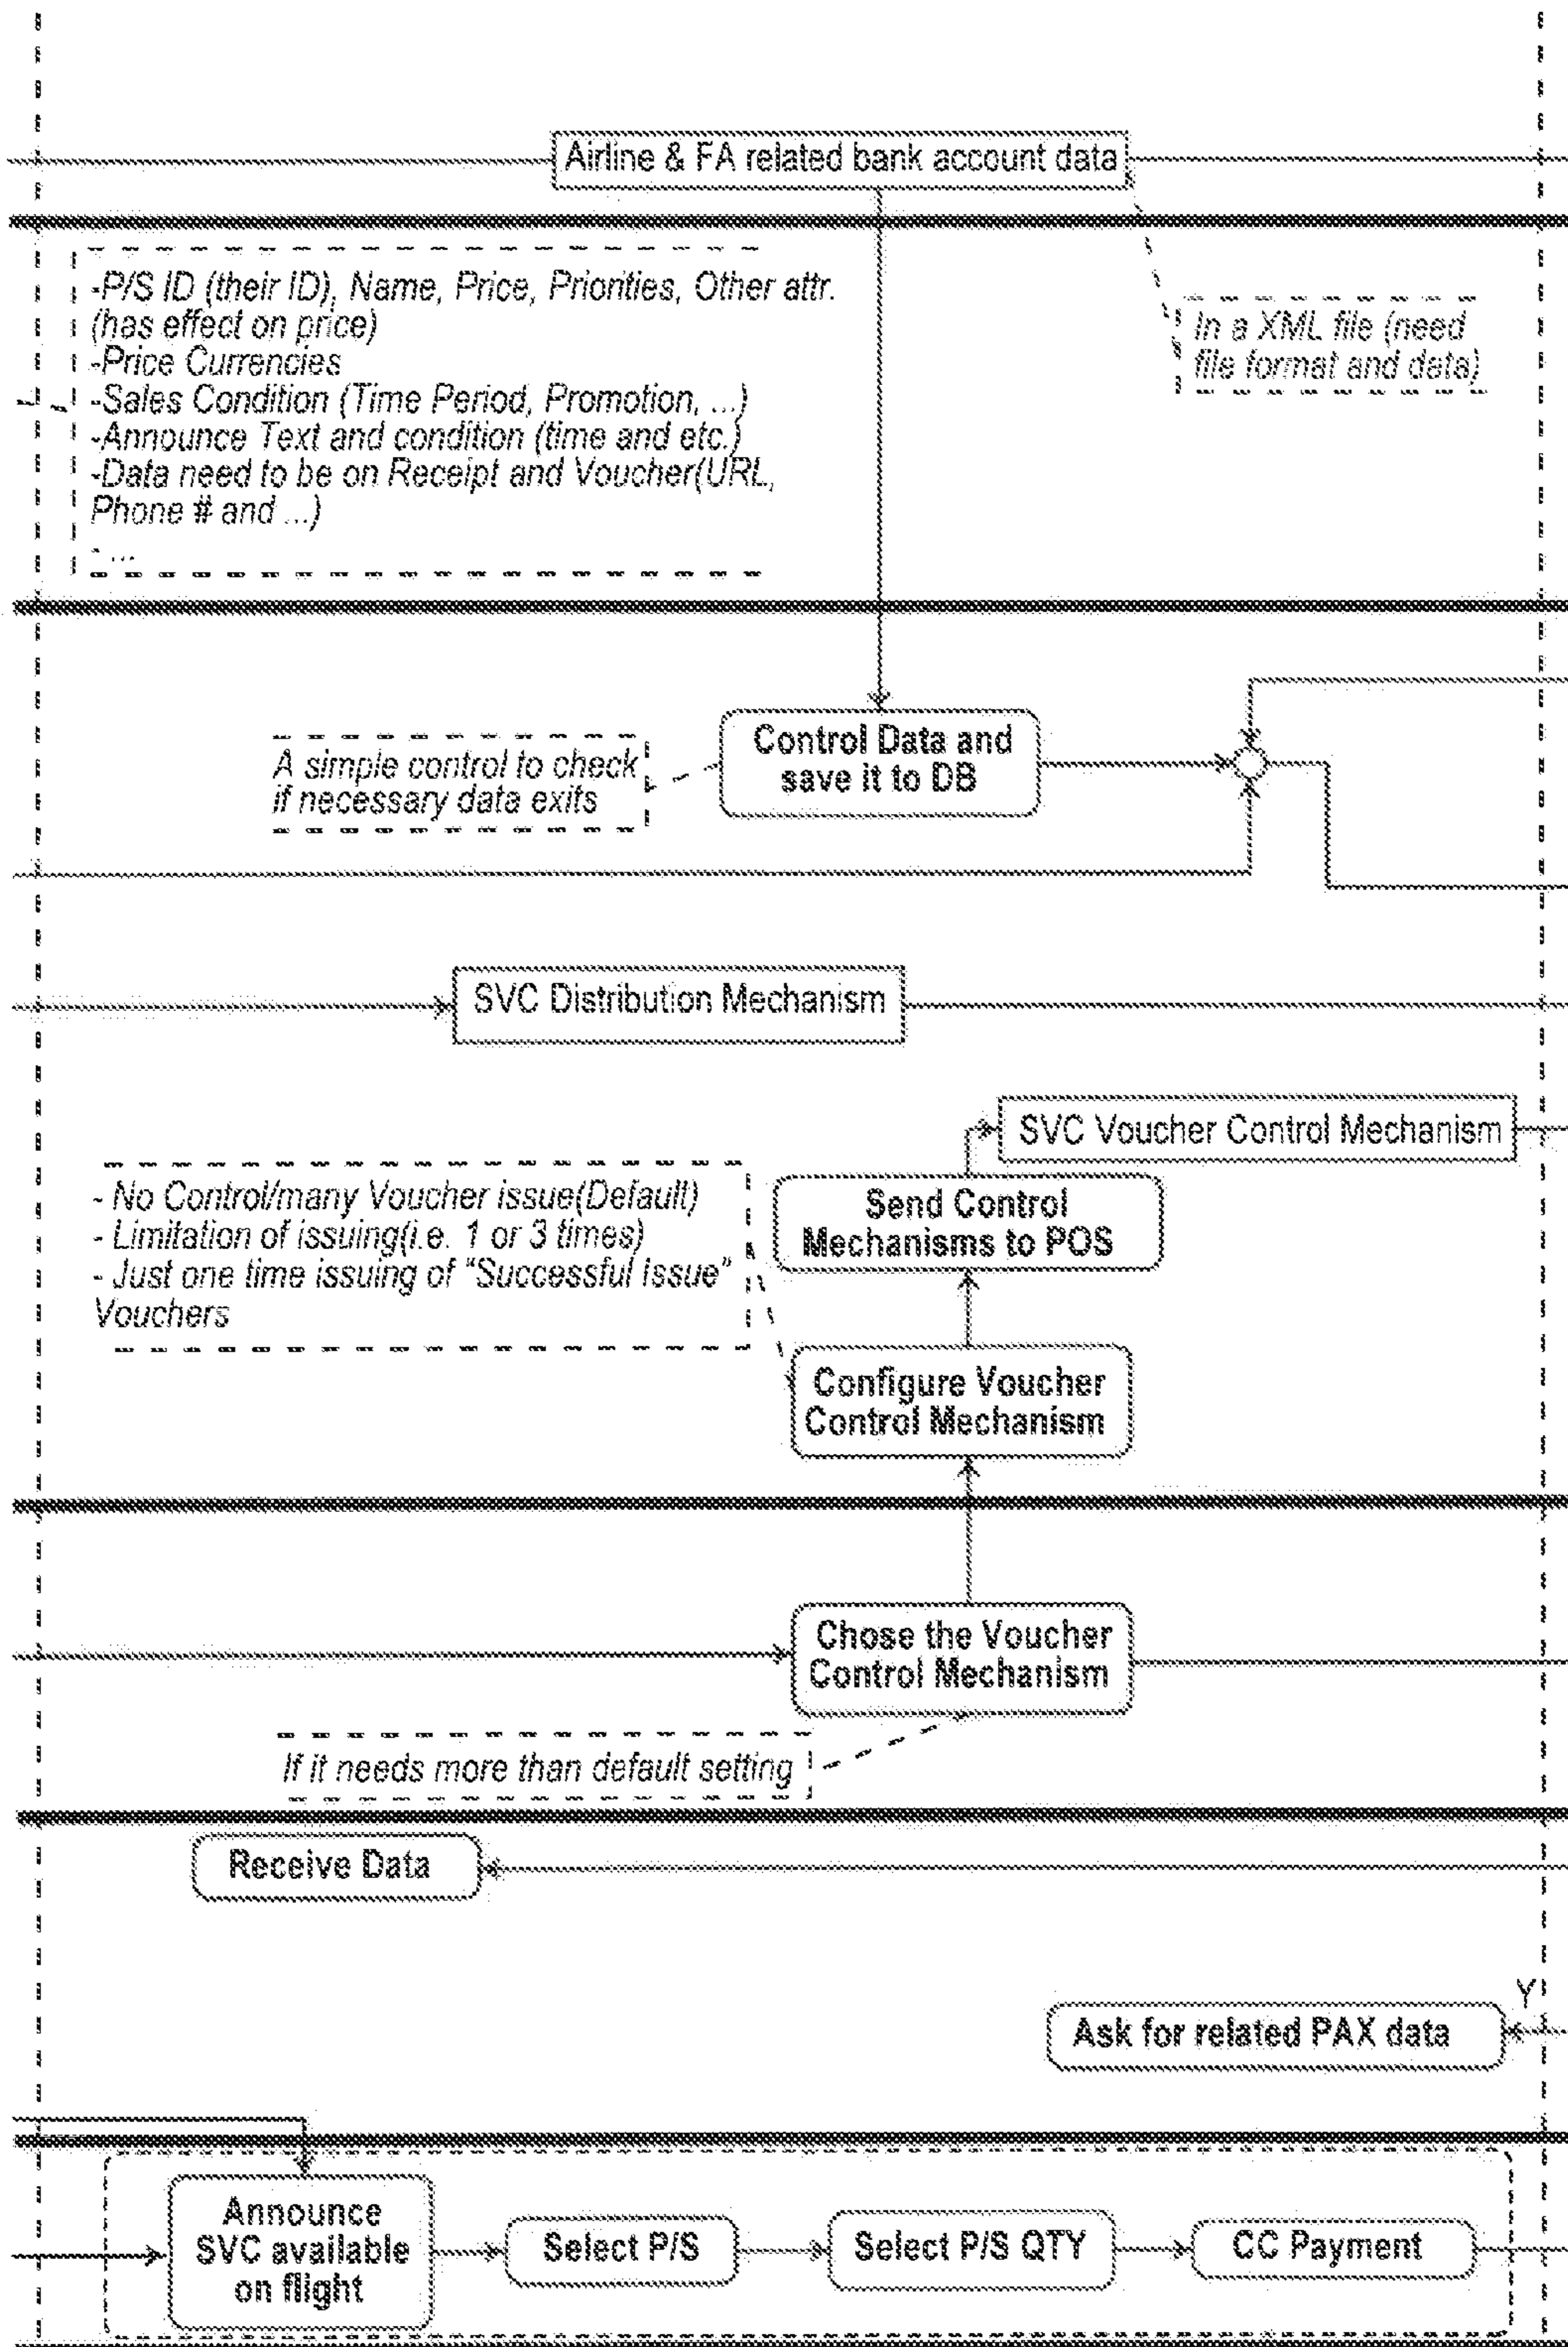 Airline & FA related bank account data
-P/S ID (their ID), Name, Price, Priorities, Other attr.
(has effect on price)
-Price Currencies
-Sales Condition (Time Period, Promotion, ...)
-Announce Text and condition (time and etc.)
-Data need to be on Receipt and Voucher(URL,
Phone # and ...)
- ...
In a XML file (need
file format and data)
Control Data and
save it to DB
A simple control to check
if necessary data exits
SVC Distribution Mechanism
SVC Voucher Control Mechanism
- No Control/many Voucher issue(Default)
- Limitation of issuing(i.e. 1 or 3 times)
- Just one time issuing of "Successful Issue"
Vouchers
Send Control
Mechanisms to POS
Configure Voucher
Control Mechanism
Chose the Voucher
Control Mechanism
If it needs more than default setting
Receive Data
Y
Ask for related PAX data
Announce
SVC available
on flight
Select P/S
Select P/S QTY
CC Payment